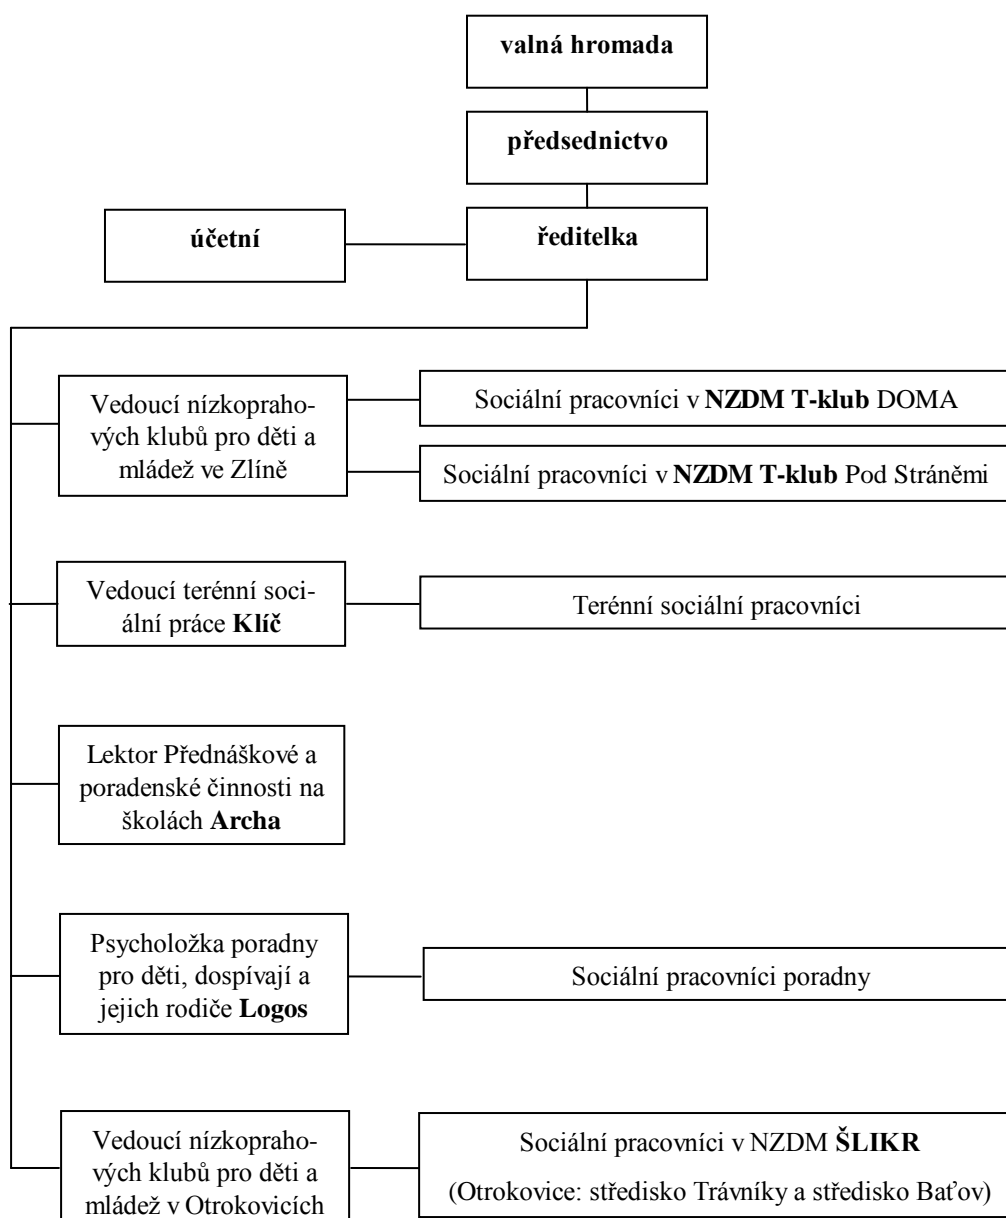 valná hromada
předsednictvo
účetní
ředitelka
Vedoucí nízkopraho-
vých klubů pro děti a
mládež ve Zlíně
Sociální pracovníci v NZDM T-klub DOMA
Sociální pracovníci v NZDM T-klub Pod Stráněmi
Vedoucí terénní soci-
ální práce Klíč
Terénní sociální pracovníci
Lektor Přednáškové a
poradenské činnosti na
školách Archa
Psycholožka poradny
pro děti, dospívají a
jejich rodiče Logos
Sociální pracovníci poradny
Vedoucí nízkopraho-
vých klubů pro děti a
mládež v Otrokovicích
Sociální pracovníci v NZDM ŠLIKR
(Otrokovice: středisko Trávníky a středisko Baťov)